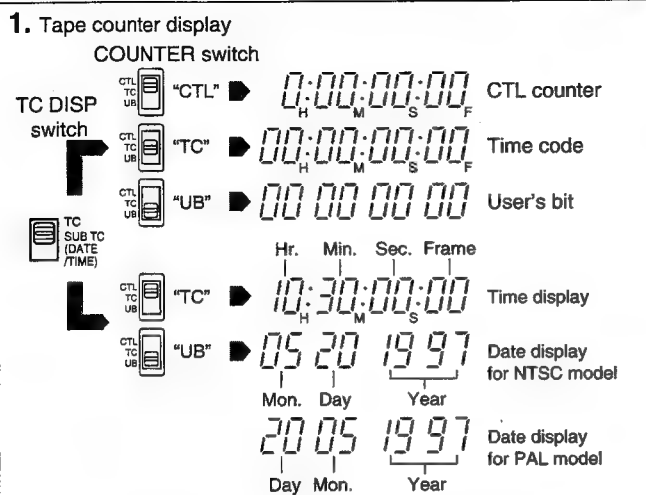 1. Tape counter display
COUNTER switch
CTL
TC
UB
"CTL"
0:00:00:00
H M S F
CTL counter
TC DISP
switch
CTL
TC
UB
"TC"
00:00:00:00
H M S F
Time code
CTL
TC
UB
"UB"
00 00 00 00
User's bit
TC
SUB TC
(DATE
/TIME)
Hr. Min. Sec. Frame
CTL
TC
UB
"TC"
10:30:00:00
H M S
Time display
CTL
TC
UB
"UB"
05 20 19 97
Date display
for NTSC model
Mon. Day Year
20 05 19 97
Date display
for PAL model
Day Mon. Year